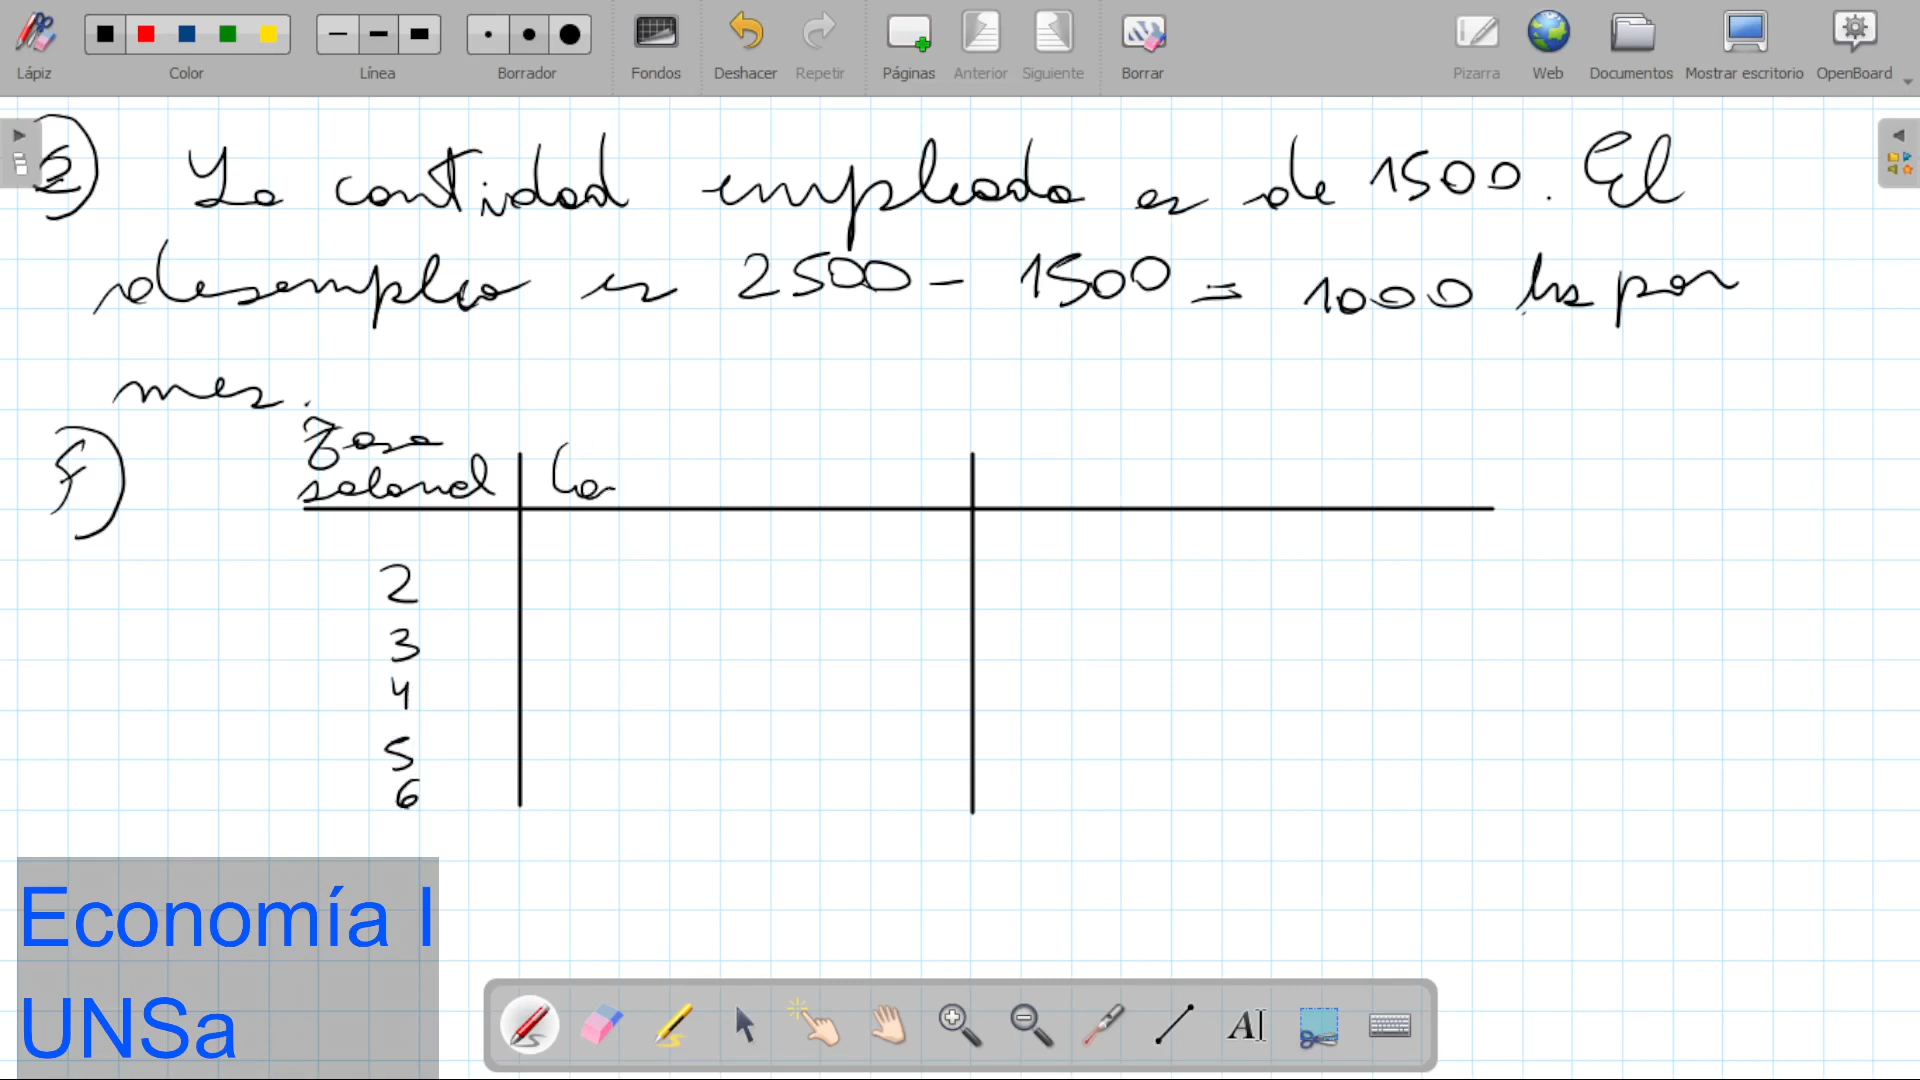 Lápiz
Color
Línea
Borrador
Fondos
Deshacer
Repetir
Páginas
Anterior
Siguiente
Borrar
Pizarra
Web
Documentos
Mostrar escritorio
OpenBoard
e) La cantidad empleada es de 1500. El
desempleo es 2500 - 1500 = 1000 hs por
mes.
f)
Tasa
salarial
Ca
2
3
4
5
6
Economía I
UNSa